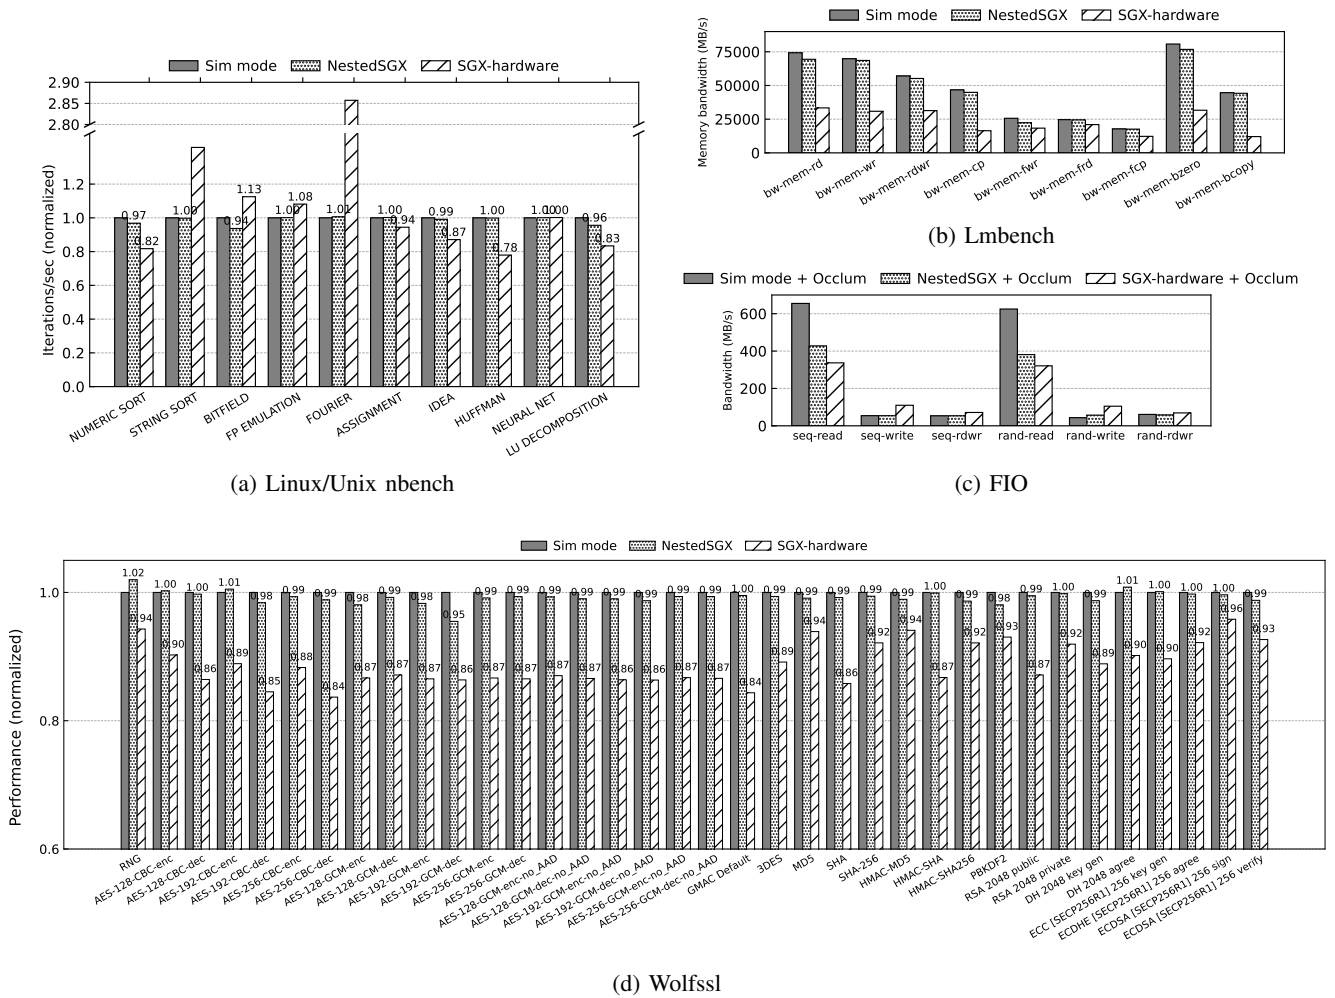 Sim mode NestedSGX SGX-hardware
2.90
2.85
2.80
1.2
1.0
0.8
0.6
0.4
0.2
0.0
Iterations/sec (normalized)
0.97 0.82 1.00 0.94 1.13 1.00 1.08 1.01 1.00 0.94 0.99 0.87 1.00 0.78 1.00 1.00 0.96 0.83
NUMERIC SORT STRING SORT BITFIELD FP EMULATION FOURIER ASSIGNMENT IDEA HUFFMAN NEURAL NET LU DECOMPOSITION
(a) Linux/Unix nbench
Sim mode NestedSGX SGX-hardware
Memory bandwidth (MB/s)
75000
50000
25000
0
bw-mem-rd bw-mem-wr bw-mem-rdwr bw-mem-cp bw-mem-fwr bw-mem-frd bw-mem-fcp bw-mem-bzero bw-mem-bcopy
(b) Lmbench
Sim mode + Occlum NestedSGX + Occlum SGX-hardware + Occlum
Bandwidth (MB/s)
600
400
200
0
seq-read seq-write seq-rdwr rand-read rand-write rand-rdwr
(c) FIO
Sim mode NestedSGX SGX-hardware
Performance (normalized)
1.0
0.8
0.6
1.02 1.00 1.00 1.01 0.98 0.99 0.99 0.98 0.99 0.98 0.95 0.99 0.99 0.99 0.99 0.99 0.99 0.99 0.99 1.00 0.99 0.99 0.99 0.99 0.99 1.00 0.99 0.98 0.99 1.00 0.99 1.01 1.00 1.00 1.00 0.99
0.94 0.90 0.86 0.89 0.85 0.88 0.84 0.87 0.87 0.87 0.86 0.87 0.87 0.87 0.87 0.86 0.86 0.87 0.87 0.84 0.89 0.94 0.86 0.92 0.94 0.87 0.92 0.93 0.87 0.92 0.89 0.90 0.90 0.92 0.96 0.93
RNG AES-128-CBC-enc AES-128-CBC-dec AES-192-CBC-enc AES-192-CBC-dec AES-256-CBC-enc AES-256-CBC-dec AES-128-GCM-enc AES-128-GCM-dec AES-192-GCM-enc AES-192-GCM-dec AES-256-GCM-enc AES-256-GCM-dec AES-128-GCM-enc-no_AAD AES-128-GCM-dec-no_AAD AES-192-GCM-enc-no_AAD AES-192-GCM-dec-no_AAD AES-256-GCM-enc-no_AAD AES-256-GCM-dec-no_AAD GMAC Default 3DES MD5 SHA SHA-256 HMAC-MD5 HMAC-SHA HMAC-SHA256 PBKDF2 RSA 2048 public RSA 2048 private DH 2048 key gen DH 2048 agree ECC [SECP256R1] 256 key gen ECDHE [SECP256R1] 256 agree ECDSA [SECP256R1] 256 sign ECDSA [SECP256R1] 256 verify
(d) Wolfssl